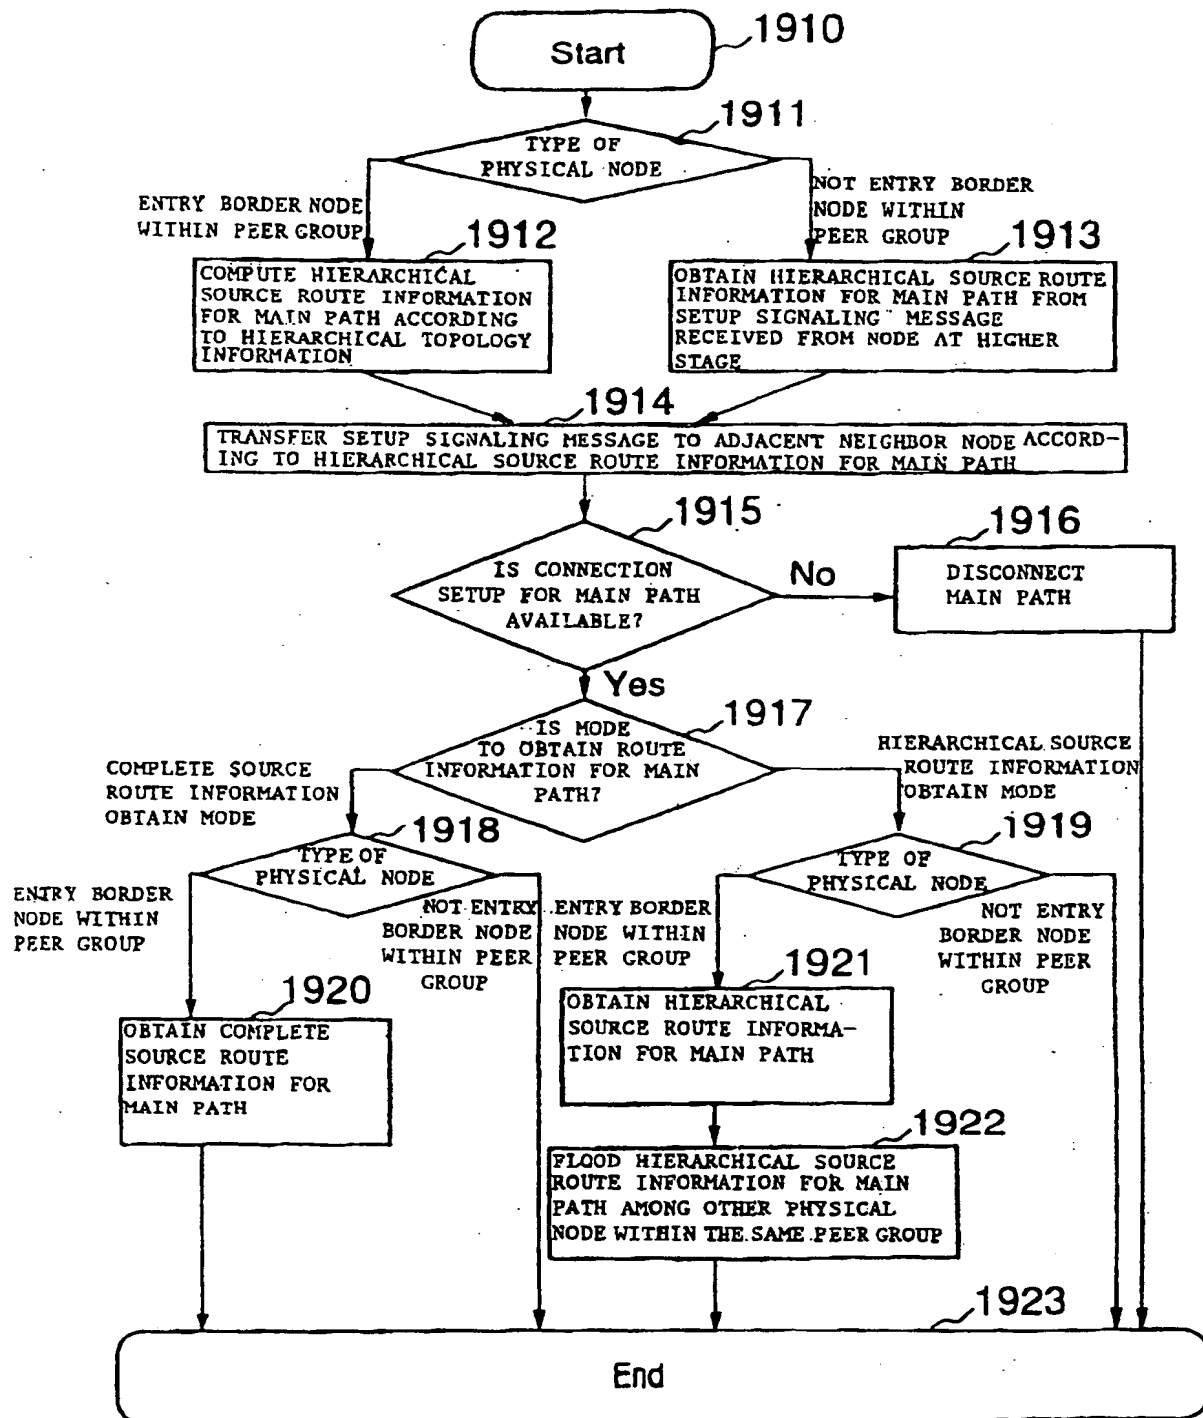 Start
1910
1911
TYPE OF
PHYSICAL NODE
ENTRY BORDER NODE
WITHIN PEER GROUP
NOT ENTRY BORDER
NODE WITHIN
PEER GROUP
1912
1913
COMPUTE HIERARCHICAL
SOURCE ROUTE INFORMATION
FOR MAIN PATH ACCORDING
TO HIERARCHICAL TOPOLOGY
INFORMATION
OBTAIN HIERARCHICAL SOURCE ROUTE
INFORMATION FOR MAIN PATH FROM
SETUP SIGNALING MESSAGE
RECEIVED FROM NODE AT HIGHER
STAGE
1914
TRANSFER SETUP SIGNALING MESSAGE TO ADJACENT NEIGHBOR NODE ACCORD-
ING TO HIERARCHICAL SOURCE ROUTE INFORMATION FOR MAIN PATH
1915
IS CONNECTION
SETUP FOR MAIN PATH
AVAILABLE?
No
1916
DISCONNECT
MAIN PATH
Yes
1917
IS MODE
TO OBTAIN ROUTE
INFORMATION FOR MAIN
PATH?
COMPLETE SOURCE
ROUTE INFORMATION
OBTAIN MODE
HIERARCHICAL SOURCE
ROUTE INFORMATION
OBTAIN MODE
1918
TYPE OF
PHYSICAL NODE
1919
TYPE OF
PHYSICAL NODE
ENTRY BORDER
NODE WITHIN
PEER GROUP
NOT ENTRY
BORDER NODE
WITHIN PEER
GROUP
ENTRY BORDER
NODE WITHIN
PEER GROUP
NOT ENTRY
BORDER NODE
WITHIN PEER
GROUP
1920
OBTAIN COMPLETE
SOURCE ROUTE
INFORMATION FOR
MAIN PATH
1921
OBTAIN HIERARCHICAL
SOURCE ROUTE INFORMA-
TION FOR MAIN PATH
1922
FLOOD HIERARCHICAL SOURCE
ROUTE INFORMATION FOR MAIN
PATH AMONG OTHER PHYSICAL
NODE WITHIN THE SAME PEER GROUP
1923
End